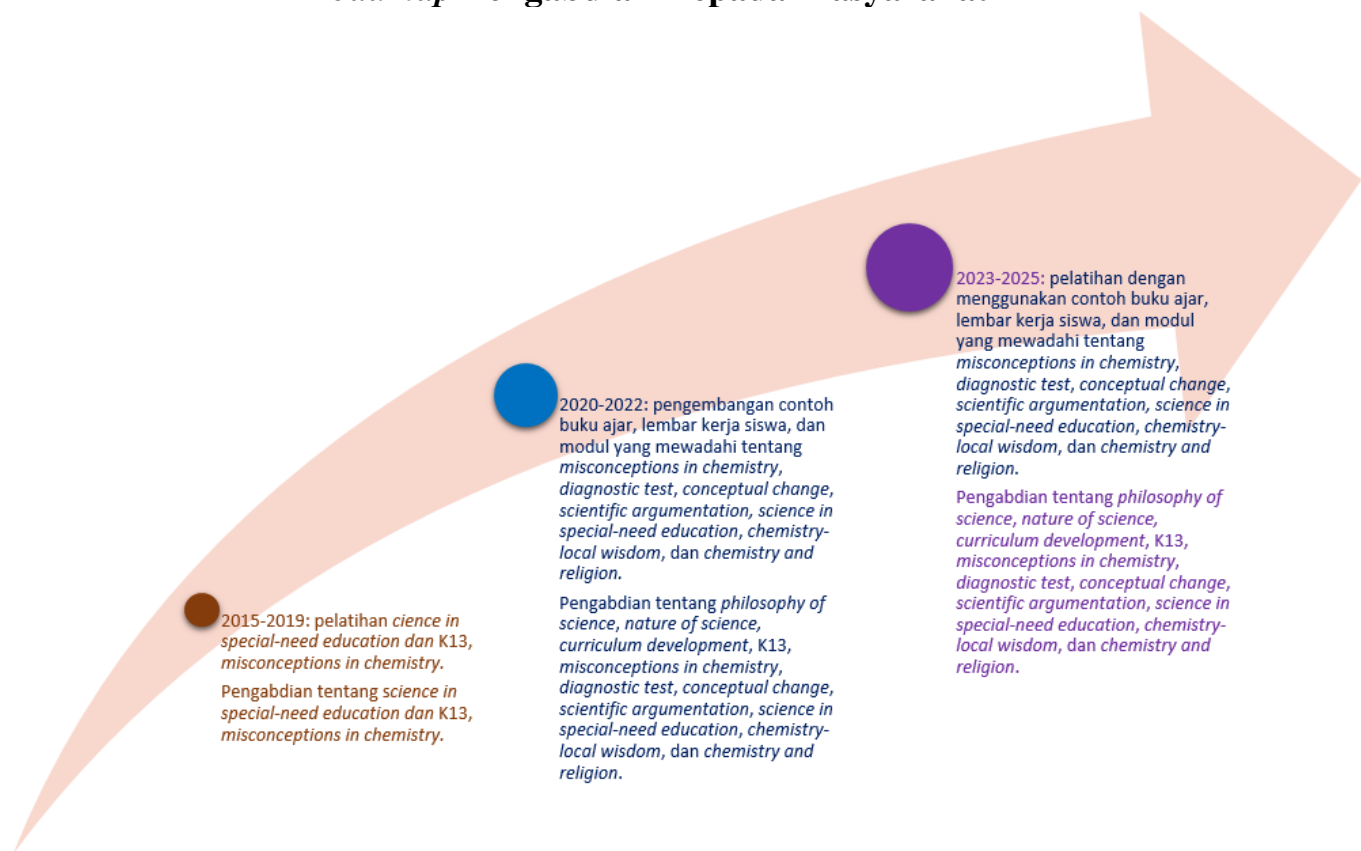 2015-2019: pelatihan cience in
special-need education dan K13,
misconceptions in chemistry.
Pengabdian tentang science in
special-need education dan K13,
misconceptions in chemistry.
2020-2022: pengembangan contoh
buku ajar, lembar kerja siswa, dan
modul yang mewadahi tentang
misconceptions in chemistry,
diagnostic test, conceptual change,
scientific argumentation, science in
special-need education, chemistry-
local wisdom, dan chemistry and
religion.
Pengabdian tentang philosophy of
science, nature of science,
curriculum development, K13,
misconceptions in chemistry,
diagnostic test, conceptual change,
scientific argumentation, science in
special-need education, chemistry-
local wisdom, dan chemistry and
religion.
2023-2025: pelatihan dengan
menggunakan contoh buku ajar,
lembar kerja siswa, dan modul
yang mewadahi tentang
misconceptions in chemistry,
diagnostic test, conceptual change,
scientific argumentation, science in
special-need education, chemistry-
local wisdom, dan chemistry and
religion.
Pengabdian tentang philosophy of
science, nature of science,
curriculum development, K13,
misconceptions in chemistry,
diagnostic test, conceptual change,
scientific argumentation, science in
special-need education, chemistry-
local wisdom, dan chemistry and
religion.